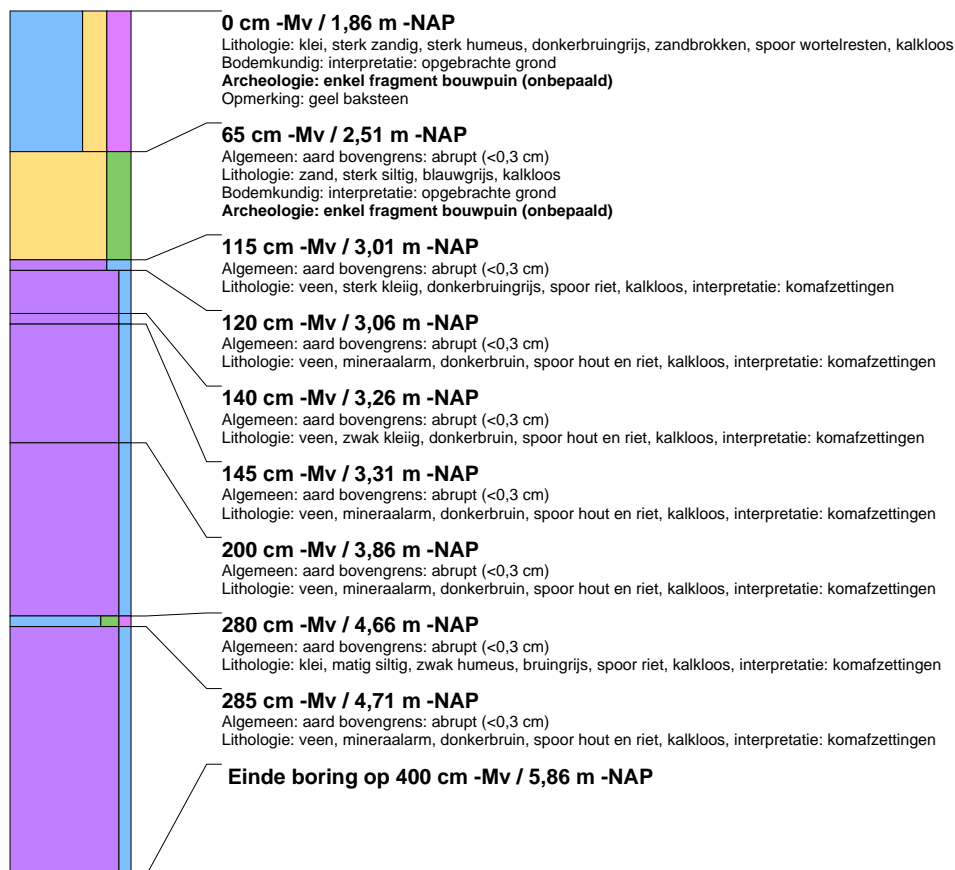 0 cm -Mv / 1,86 m -NAP
Lithologie: klei, sterk zandig, sterk humeus, donkerbruingrijs, zandbrokken, spoor wortelresten, kalkloos
Bodemkundig: interpretatie: opgebrachte grond
Archeologie: enkel fragment bouwpuin (onbepaald)
Opmerking: geel baksteen
65 cm -Mv / 2,51 m -NAP
Algemeen: aard bovengrens: abrupt (<0,3 cm)
Lithologie: zand, sterk siltig, blauwgrijs, kalkloos
Bodemkundig: interpretatie: opgebrachte grond
Archeologie: enkel fragment bouwpuin (onbepaald)
115 cm -Mv / 3,01 m -NAP
Algemeen: aard bovengrens: abrupt (<0,3 cm)
Lithologie: veen, sterk kleiig, donkerbruingrijs, spoor riet, kalkloos, interpretatie: komafzettingen
120 cm -Mv / 3,06 m -NAP
Algemeen: aard bovengrens: abrupt (<0,3 cm)
Lithologie: veen, mineraalarm, donkerbruin, spoor hout en riet, kalkloos, interpretatie: komafzettingen
140 cm -Mv / 3,26 m -NAP
Algemeen: aard bovengrens: abrupt (<0,3 cm)
Lithologie: veen, zwak kleiig, donkerbruin, spoor hout en riet, kalkloos, interpretatie: komafzettingen
145 cm -Mv / 3,31 m -NAP
Algemeen: aard bovengrens: abrupt (<0,3 cm)
Lithologie: veen, mineraalarm, donkerbruin, spoor hout en riet, kalkloos, interpretatie: komafzettingen
200 cm -Mv / 3,86 m -NAP
Algemeen: aard bovengrens: abrupt (<0,3 cm)
Lithologie: veen, mineraalarm, donkerbruin, spoor hout en riet, kalkloos, interpretatie: komafzettingen
280 cm -Mv / 4,66 m -NAP
Algemeen: aard bovengrens: abrupt (<0,3 cm)
Lithologie: klei, matig siltig, zwak humeus, bruingrijs, spoor riet, kalkloos, interpretatie: komafzettingen
285 cm -Mv / 4,71 m -NAP
Algemeen: aard bovengrens: abrupt (<0,3 cm)
Lithologie: veen, mineraalarm, donkerbruin, spoor hout en riet, kalkloos, interpretatie: komafzettingen
Einde boring op 400 cm -Mv / 5,86 m -NAP